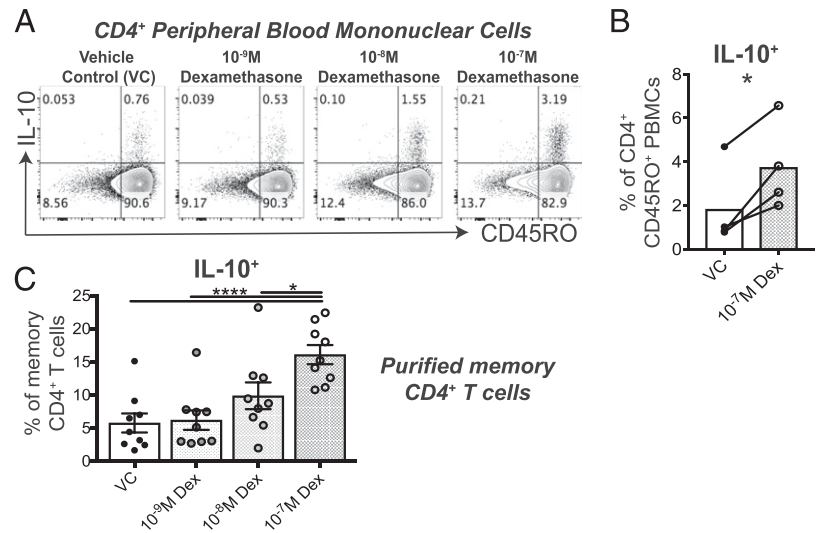 A
CD4⁺ Peripheral Blood Mononuclear Cells
Vehicle
Control (VC)
10⁻⁹M
Dexamethasone
10⁻⁸M
Dexamethasone
10⁻⁷M
Dexamethasone
IL-10
0.053
0.76
8.56
90.6
0.039
0.53
9.17
90.3
0.10
1.55
12.4
86.0
0.21
3.19
13.7
82.9
CD45RO
B
IL-10⁺
*
% of CD4⁺
CD45RO⁺ PBMCs
8
6
4
2
0
VC
10⁻⁷M Dex
C
IL-10⁺
****
*
% of memory
CD4⁺ T cells
25
20
15
10
5
0
VC
10⁻⁹M Dex
10⁻⁸M Dex
10⁻⁷M Dex
Purified memory
CD4⁺ T cells